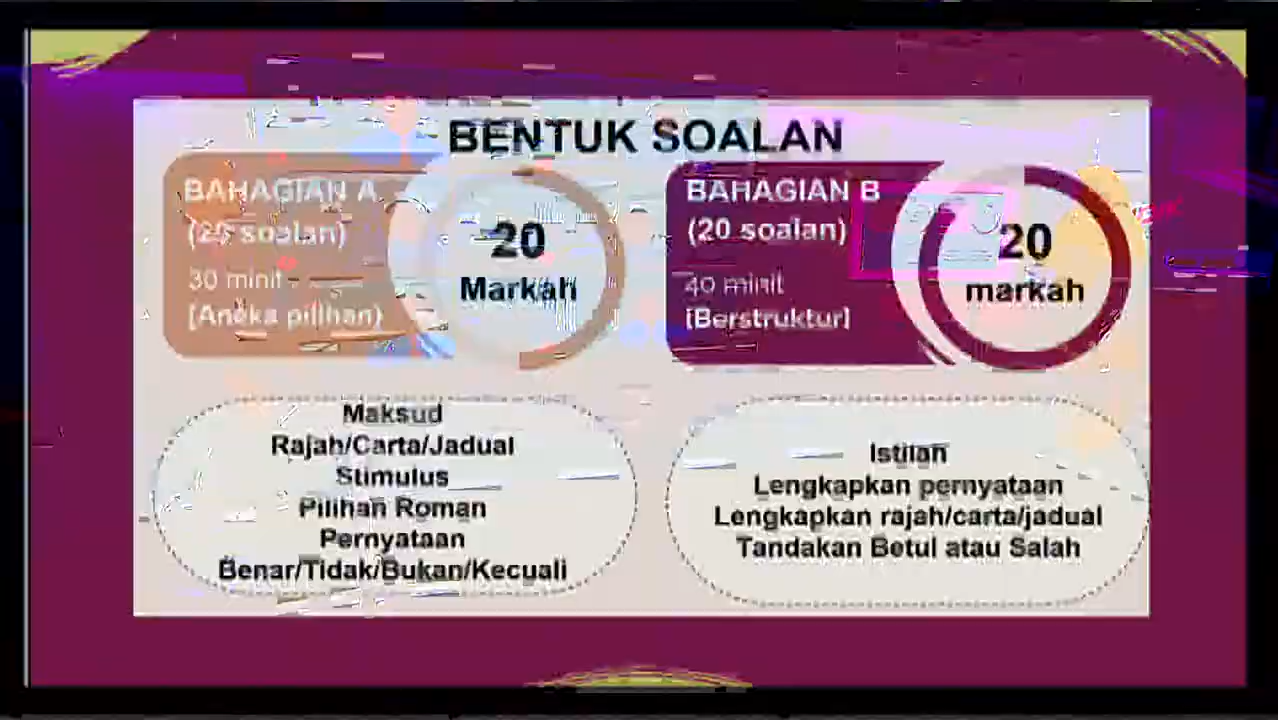 BENTUK SOALAN
BAHAGIAN A
(20 soalan)
30 minit
(Aneka pilihan)
20
Markah
BAHAGIAN B
(20 soalan)
40 minit
(Berstruktur)
20
markah
Maksud
Rajah/Carta/Jadual
Stimulus
Pilihan Roman
Pernyataan
Benar/Tidak/Bukan/Kecuali
Istilah
Lengkapkan pernyataan
Lengkapkan rajah/carta/jadual
Tandakan Betul atau Salah